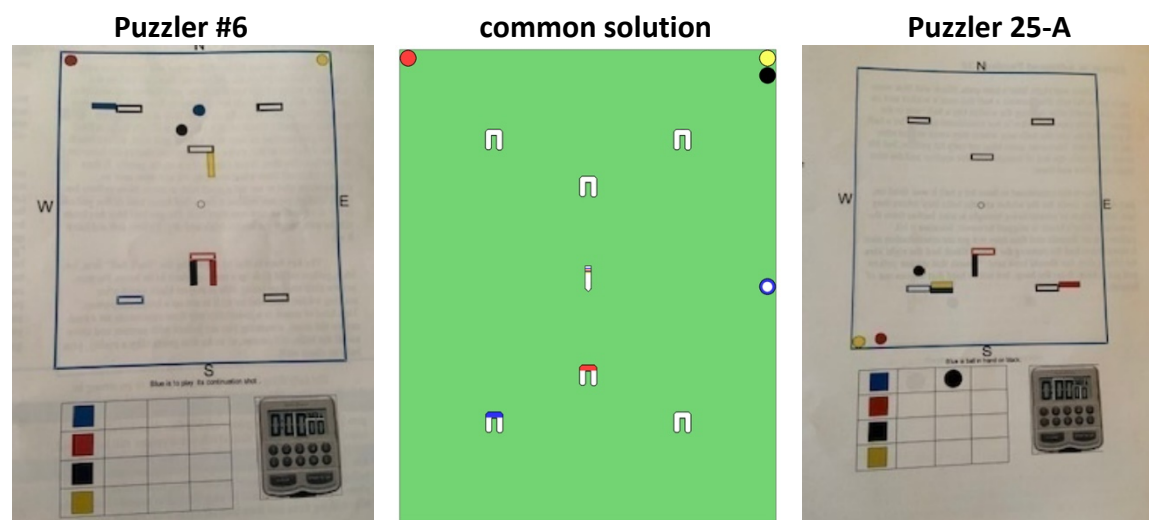 Puzzler #6
common solution
Puzzler 25-A
N
W
E
S
Blue is to play its continuation shot.
N
W
E
S
Blue is ball in hand on black.